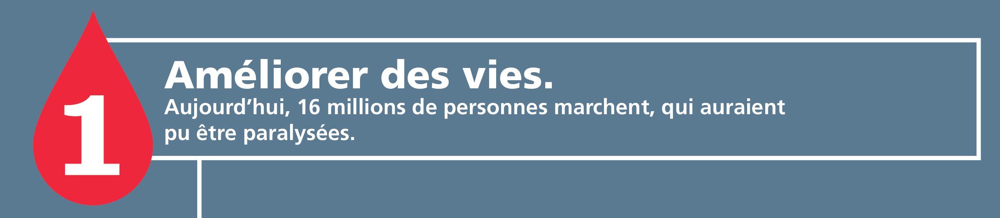 1
Améliorer des vies.
Aujourd’hui, 16 millions de personnes marchent, qui auraient
pu être paralysées.